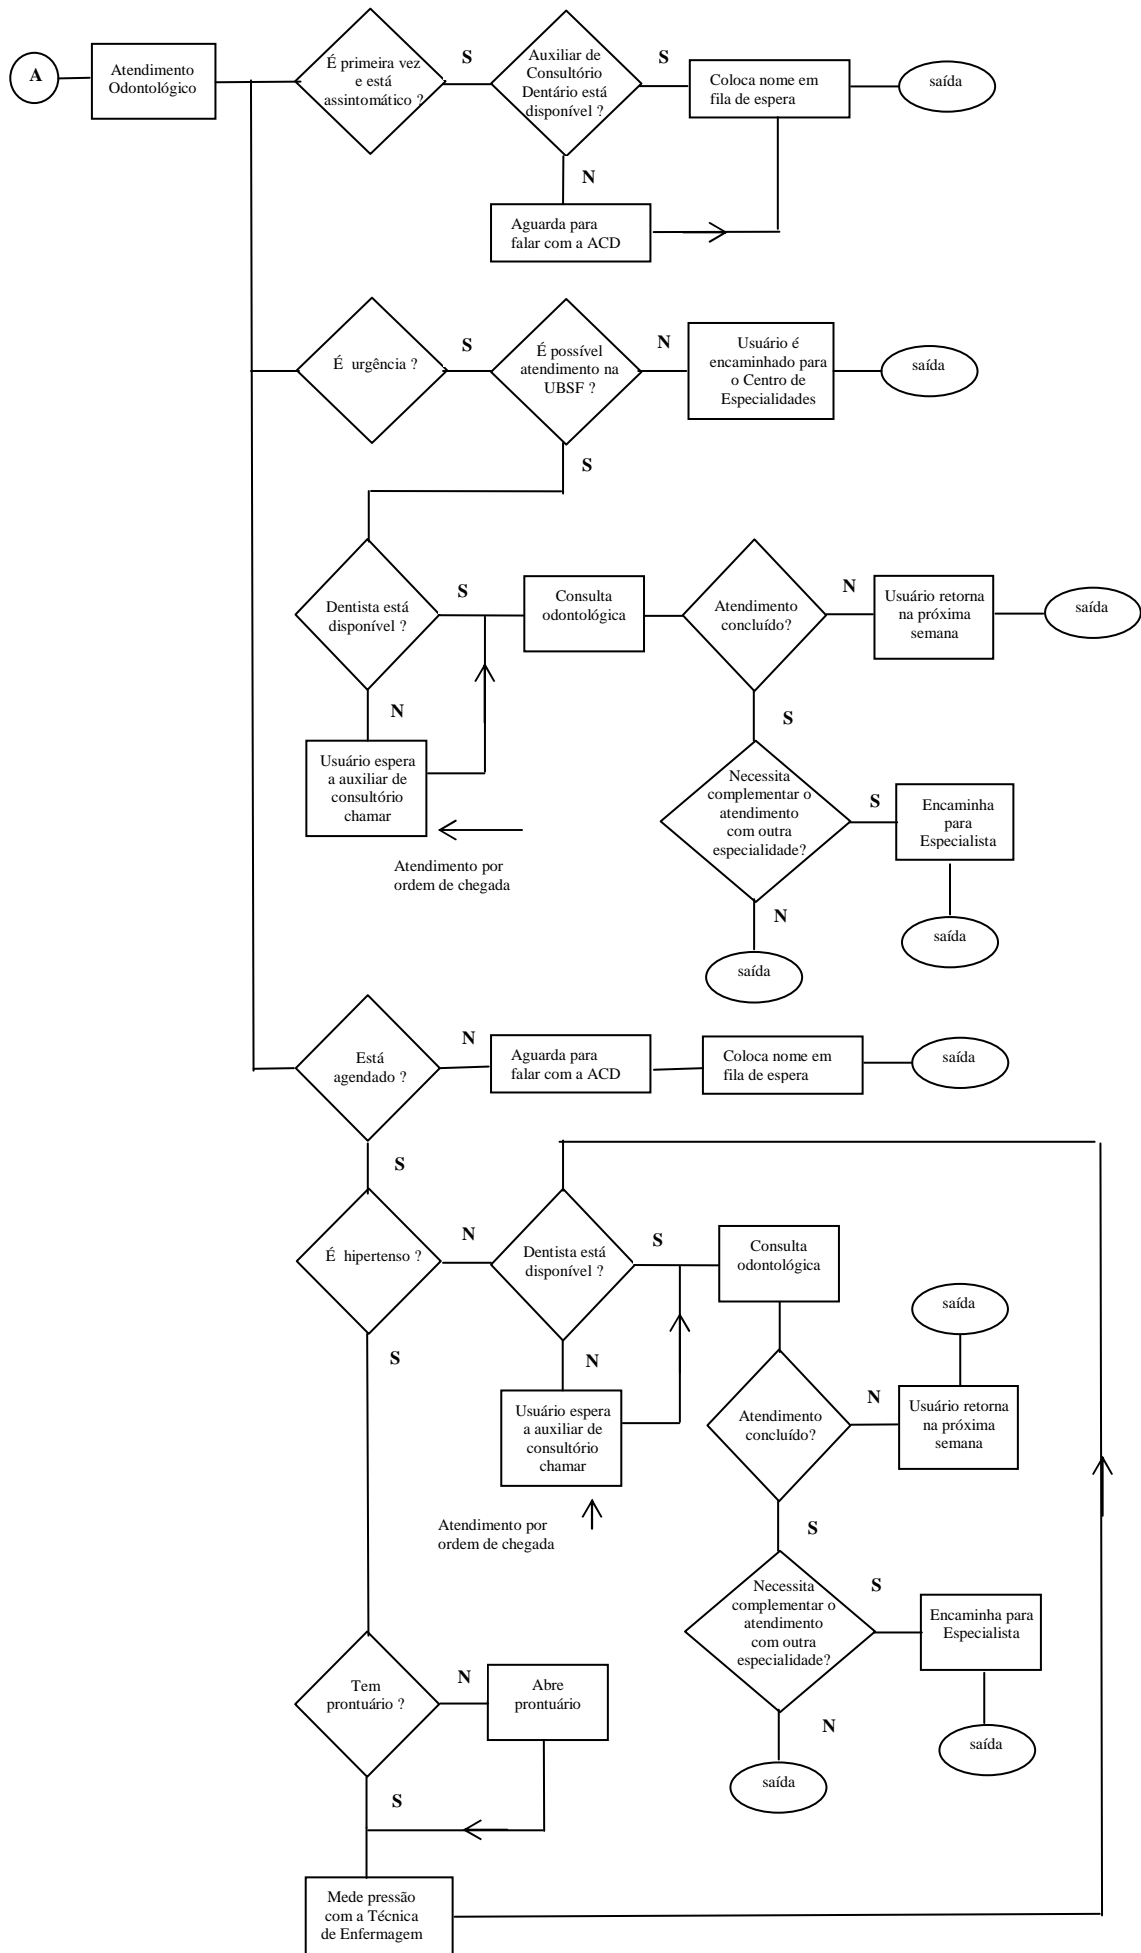 A
Atendimento
Odontológico
É primeira vez
e está
assintomático ?
S
Auxiliar de
Consultório
Dentário está
disponível ?
S
Coloca nome em
fila de espera
saída
N
Aguarda para
falar com a ACD
É urgência ?
S
É possível
atendimento na
UBSF ?
N
Usuário é
encaminhado para
o Centro de
Especialidades
saída
S
Dentista está
disponível ?
S
Consulta
odontológica
Atendimento
concluído?
N
Usuário retorna
na próxima
semana
saída
N
Usuário espera
a auxiliar de
consultório
chamar
Atendimento por
ordem de chegada
S
Necessita
complementar o
atendimento
com outra
especialidade?
S
Encaminha
para
Especialista
saída
N
saída
Está
agendado ?
N
Aguarda para
falar com a ACD
Coloca nome em
fila de espera
saída
S
É hipertenso ?
N
Dentista está
disponível ?
S
Consulta
odontológica
saída
S
N
Usuário espera
a auxiliar de
consultório
chamar
Atendimento por
ordem de chegada
Atendimento
concluído?
N
Usuário retorna
na próxima
semana
S
Necessita
complementar o
atendimento
com outra
especialidade?
S
Encaminha para
Especialista
saída
N
saída
Tem
prontuário ?
N
Abre
prontuário
S
Mede pressão
com a Técnica
de Enfermagem